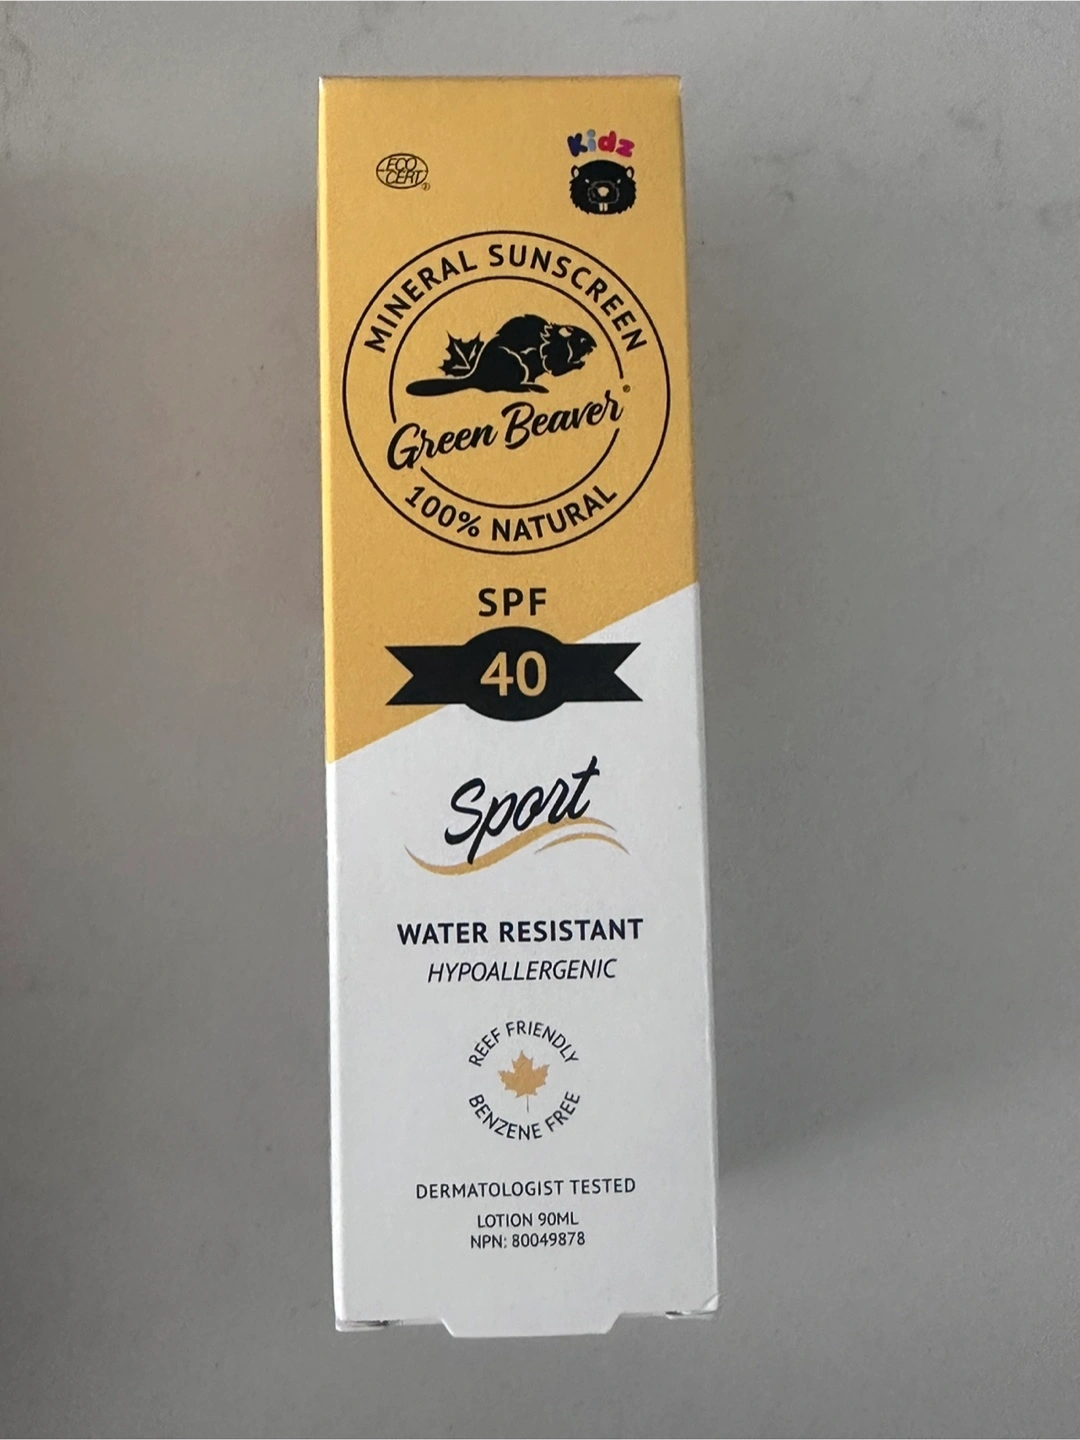 ECO
CERT
Kidz
MINERAL SUNSCREEN
Green Beaver®
100% NATURAL
SPF
40
Sport
WATER RESISTANT
HYPOALLERGENIC
REEF FRIENDLY
BENZENE FREE
DERMATOLOGIST TESTED
LOTION 90ML
NPN: 80049878